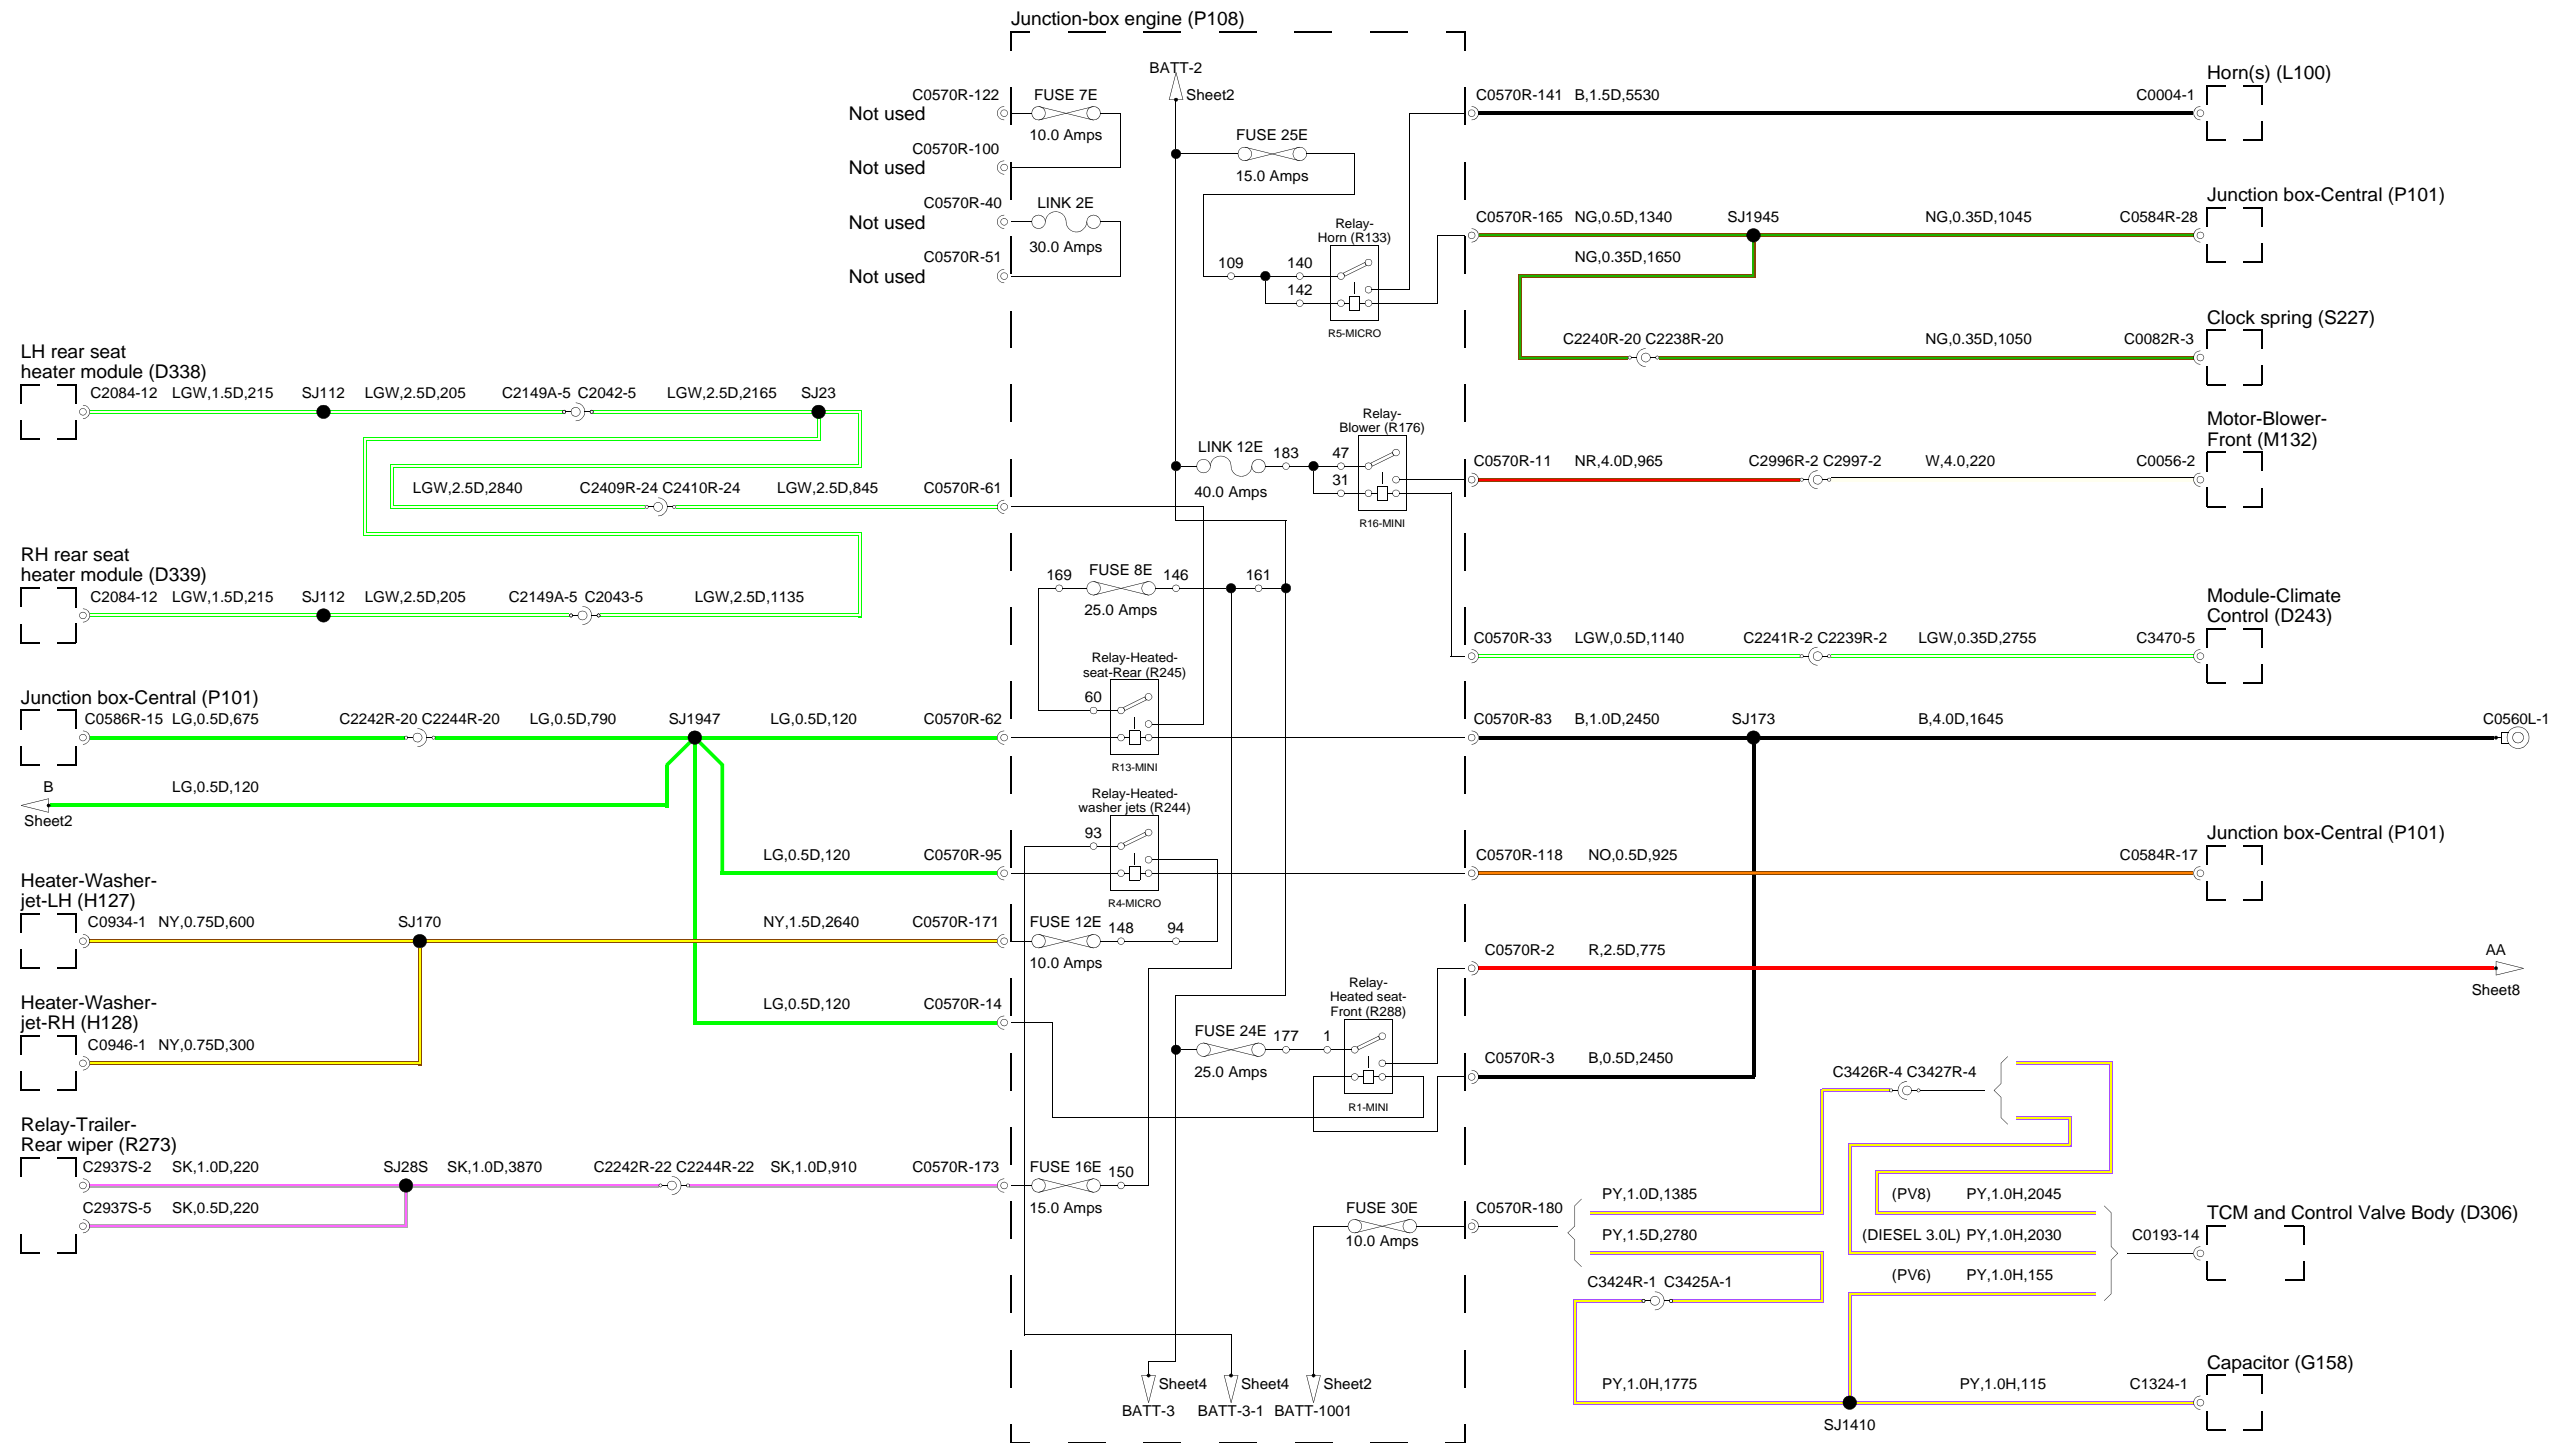 Junction-box engine (P108)
BATT-2
Sheet2
C0570R-122
Not used
FUSE 7E
10.0 Amps
C0570R-100
Not used
C0570R-40
Not used
LINK 2E
30.0 Amps
C0570R-51
Not used
FUSE 25E
15.0 Amps
Relay-
Horn (R133)
109
140
142
R5-MICRO
C0570R-141
B,1.5D,5530
C0004-1
Horn(s) (L100)
C0570R-165
NG,0.5D,1340
SJ1945
NG,0.35D,1045
C0584R-28
Junction box-Central (P101)
NG,0.35D,1650
C2240R-20 C2238R-20
NG,0.35D,1050
C0082R-3
Clock spring (S227)
LH rear seat
heater module (D338)
C2084-12
LGW,1.5D,215
SJ112
LGW,2.5D,205
C2149A-5 C2042-5
LGW,2.5D,2165
SJ23
LGW,2.5D,2840
C2409R-24 C2410R-24
LGW,2.5D,845
C0570R-61
Relay-
Blower (R176)
LINK 12E
40.0 Amps
183
47
31
R16-MINI
C0570R-11
NR,4.0D,965
C2996R-2 C2997-2
W,4.0,220
C0056-2
Motor-Blower-
Front (M132)
RH rear seat
heater module (D339)
C2084-12
LGW,1.5D,215
SJ112
LGW,2.5D,205
C2149A-5 C2043-5
LGW,2.5D,1135
169
FUSE 8E
25.0 Amps
146
161
C0570R-33
LGW,0.5D,1140
C2241R-2 C2239R-2
LGW,0.35D,2755
C3470-5
Module-Climate
Control (D243)
Relay-Heated-
seat-Rear (R245)
60
R13-MINI
Junction box-Central (P101)
C0586R-15
LG,0.5D,675
C2242R-20 C2244R-20
LG,0.5D,790
SJ1947
LG,0.5D,120
C0570R-62
C0570R-83
B,1.0D,2450
SJ173
B,4.0D,1645
C0560L-1
B
Sheet2
LG,0.5D,120
Relay-Heated-
washer jets (R244)
93
R4-MICRO
LG,0.5D,120
C0570R-95
C0570R-118
NO,0.5D,925
C0584R-17
Junction box-Central (P101)
Heater-Washer-
jet-LH (H127)
C0934-1
NY,0.75D,600
SJ170
NY,1.5D,2640
C0570R-171
FUSE 12E
10.0 Amps
148
94
C0570R-2
R,2.5D,775
AA
Sheet8
Heater-Washer-
jet-RH (H128)
C0946-1
NY,0.75D,300
LG,0.5D,120
C0570R-14
Relay-
Heated seat-
Front (R288)
FUSE 24E
25.0 Amps
177
1
R1-MINI
C0570R-3
B,0.5D,2450
C3426R-4 C3427R-4
Relay-Trailer-
Rear wiper (R273)
C2937S-2
SK,1.0D,220
SJ28S
SK,1.0D,3870
C2242R-22 C2244R-22
SK,1.0D,910
C0570R-173
FUSE 16E
15.0 Amps
150
C2937S-5
SK,0.5D,220
FUSE 30E
10.0 Amps
C0570R-180
PY,1.0D,1385
PY,1.5D,2780
(PV8)
PY,1.0H,2045
(DIESEL 3.0L)
PY,1.0H,2030
(PV6)
PY,1.0H,155
C0193-14
TCM and Control Valve Body (D306)
C3424R-1 C3425A-1
PY,1.0H,1775
SJ1410
PY,1.0H,115
C1324-1
Capacitor (G158)
Sheet4
BATT-3
Sheet4
BATT-3-1
Sheet2
BATT-1001